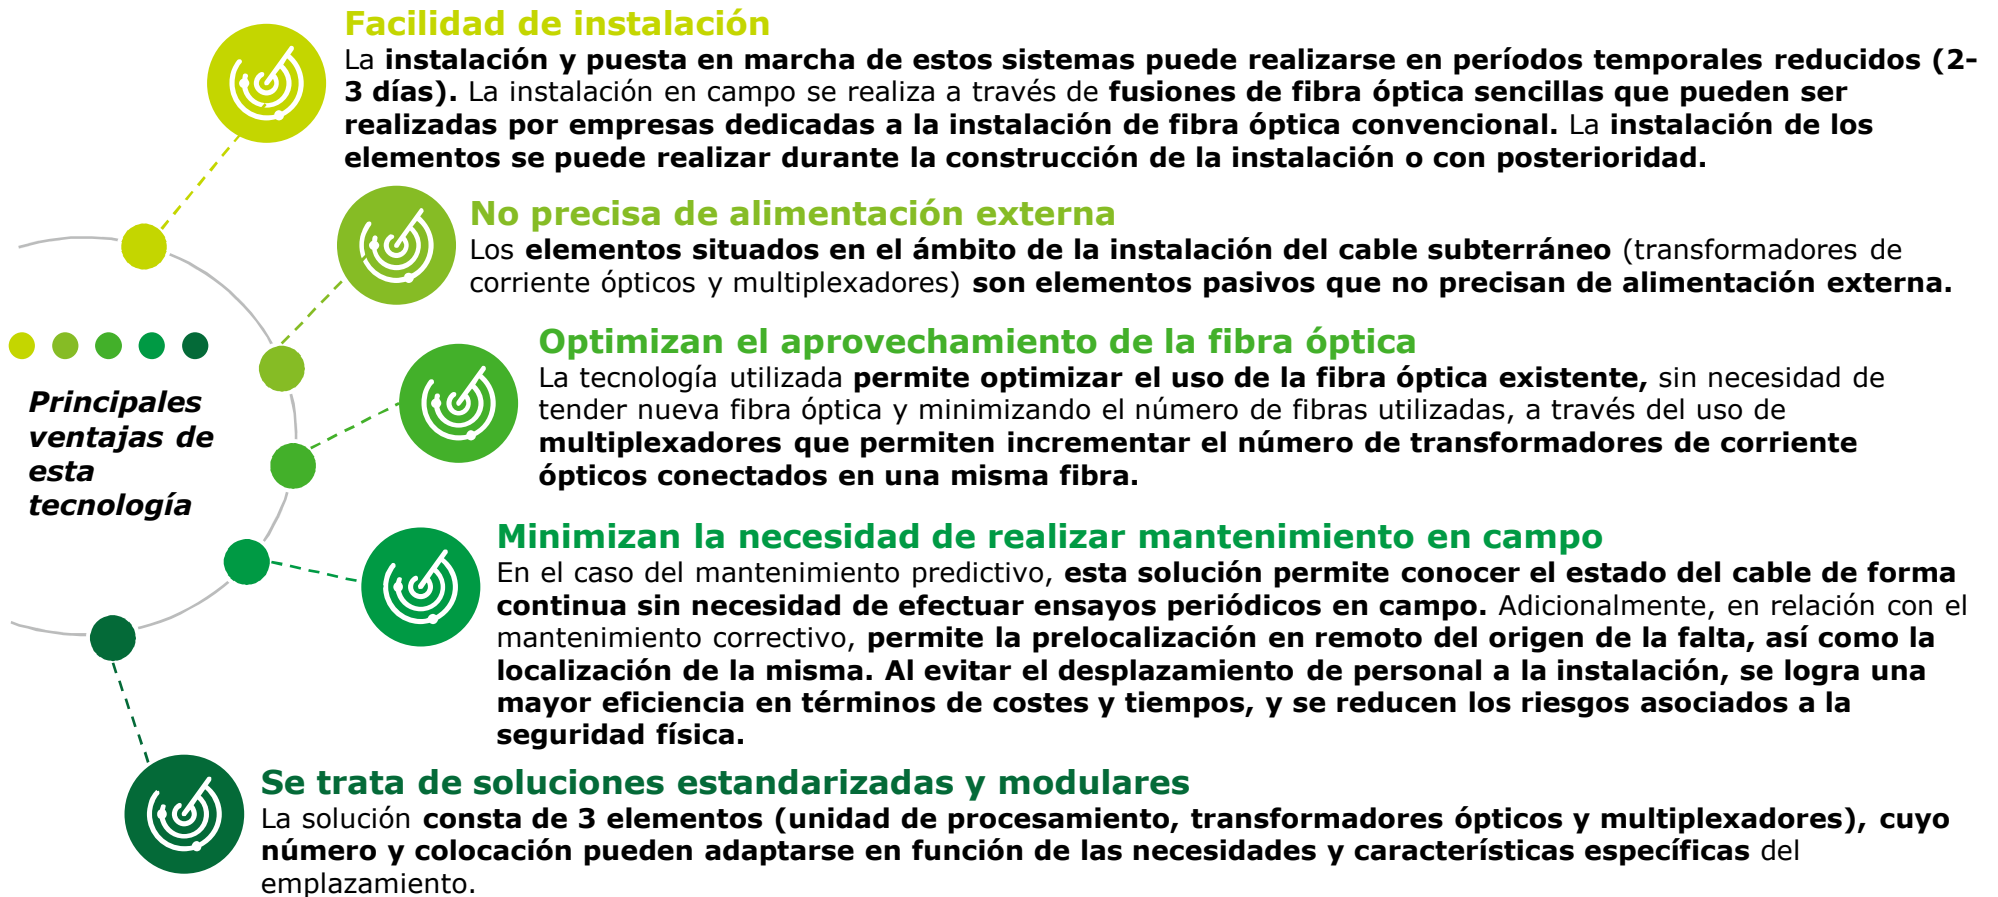 Facilidad de instalación
La instalación y puesta en marcha de estos sistemas puede realizarse en períodos temporales reducidos (2-
3 días). La instalación en campo se realiza a través de fusiones de fibra óptica sencillas que pueden ser
realizadas por empresas dedicadas a la instalación de fibra óptica convencional. La instalación de los
elementos se puede realizar durante la construcción de la instalación o con posterioridad.
No precisa de alimentación externa
Los elementos situados en el ámbito de la instalación del cable subterráneo (transformadores de
corriente ópticos y multiplexadores) son elementos pasivos que no precisan de alimentación externa.
Optimizan el aprovechamiento de la fibra óptica
La tecnología utilizada permite optimizar el uso de la fibra óptica existente, sin necesidad de
tender nueva fibra óptica y minimizando el número de fibras utilizadas, a través del uso de
multiplexadores que permiten incrementar el número de transformadores de corriente
ópticos conectados en una misma fibra.
Principales
ventajas de
esta
tecnología
Minimizan la necesidad de realizar mantenimiento en campo
En el caso del mantenimiento predictivo, esta solución permite conocer el estado del cable de forma
continua sin necesidad de efectuar ensayos periódicos en campo. Adicionalmente, en relación con el
mantenimiento correctivo, permite la prelocalización en remoto del origen de la falta, así como la
localización de la misma. Al evitar el desplazamiento de personal a la instalación, se logra una
mayor eficiencia en términos de costes y tiempos, y se reducen los riesgos asociados a la
seguridad física.
Se trata de soluciones estandarizadas y modulares
La solución consta de 3 elementos (unidad de procesamiento, transformadores ópticos y multiplexadores), cuyo
número y colocación pueden adaptarse en función de las necesidades y características específicas del
emplazamiento.